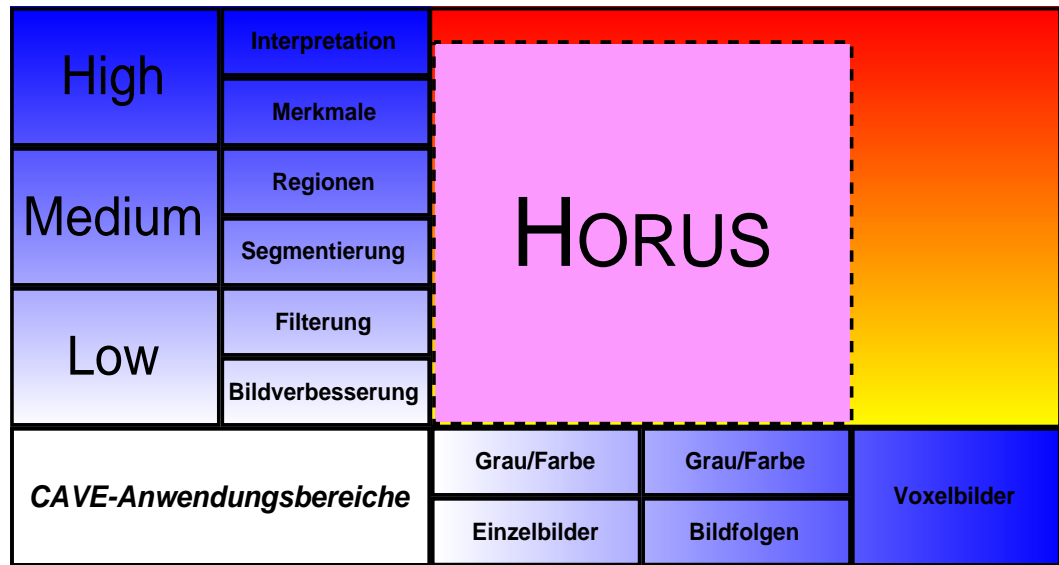 High
Interpretation
Merkmale
Medium
Regionen
Segmentierung
Low
Filterung
Bildverbesserung
HORUS
CAVE-Anwendungsbereiche
Grau/Farbe
Grau/Farbe
Voxelbilder
Einzelbilder
Bildfolgen